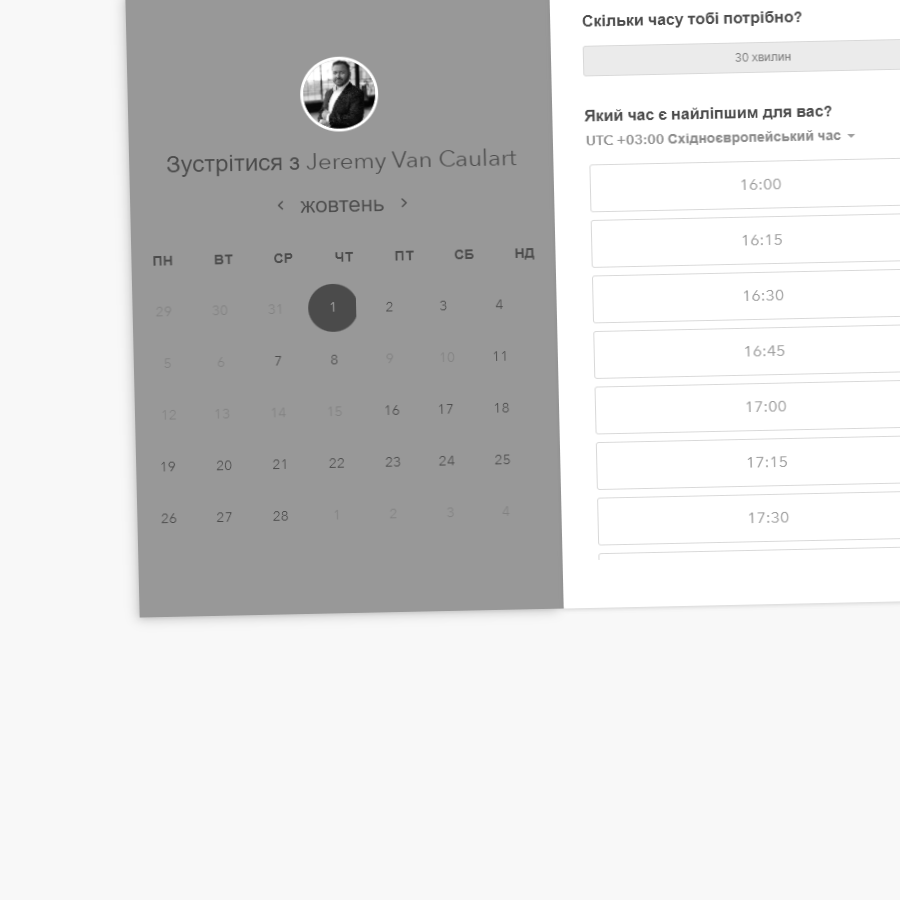 Зустрітися з Jeremy Van Caulart
‹ жовтень ›
ПН ВТ СР ЧТ ПТ СБ НД
29 30 31 1 2 3 4
5 6 7 8 9 10 11
12 13 14 15 16 17 18
19 20 21 22 23 24 25
26 27 28 1 2 3 4
Скільки часу тобі потрібно?
30 хвилин
Який час є найліпшим для вас?
UTC +03:00 Східноєвропейський час
16:00
16:15
16:30
16:45
17:00
17:15
17:30